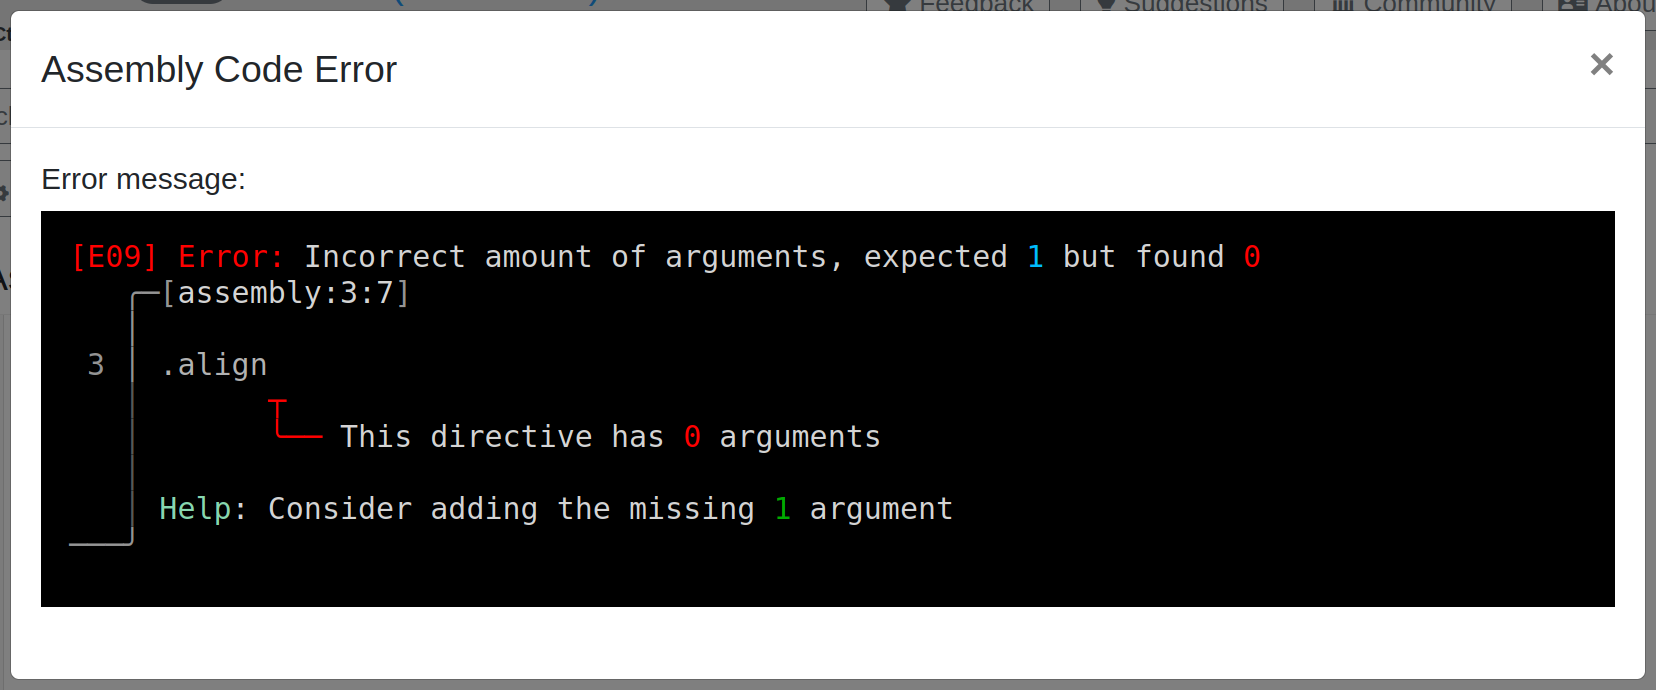 Feedback
Suggestions
Community
Assembly Code Error
Error message:
[E09] Error: Incorrect amount of arguments, expected 1 but found 0
[assembly:3:7]
3 │ .align
This directive has 0 arguments
Help: Consider adding the missing 1 argument